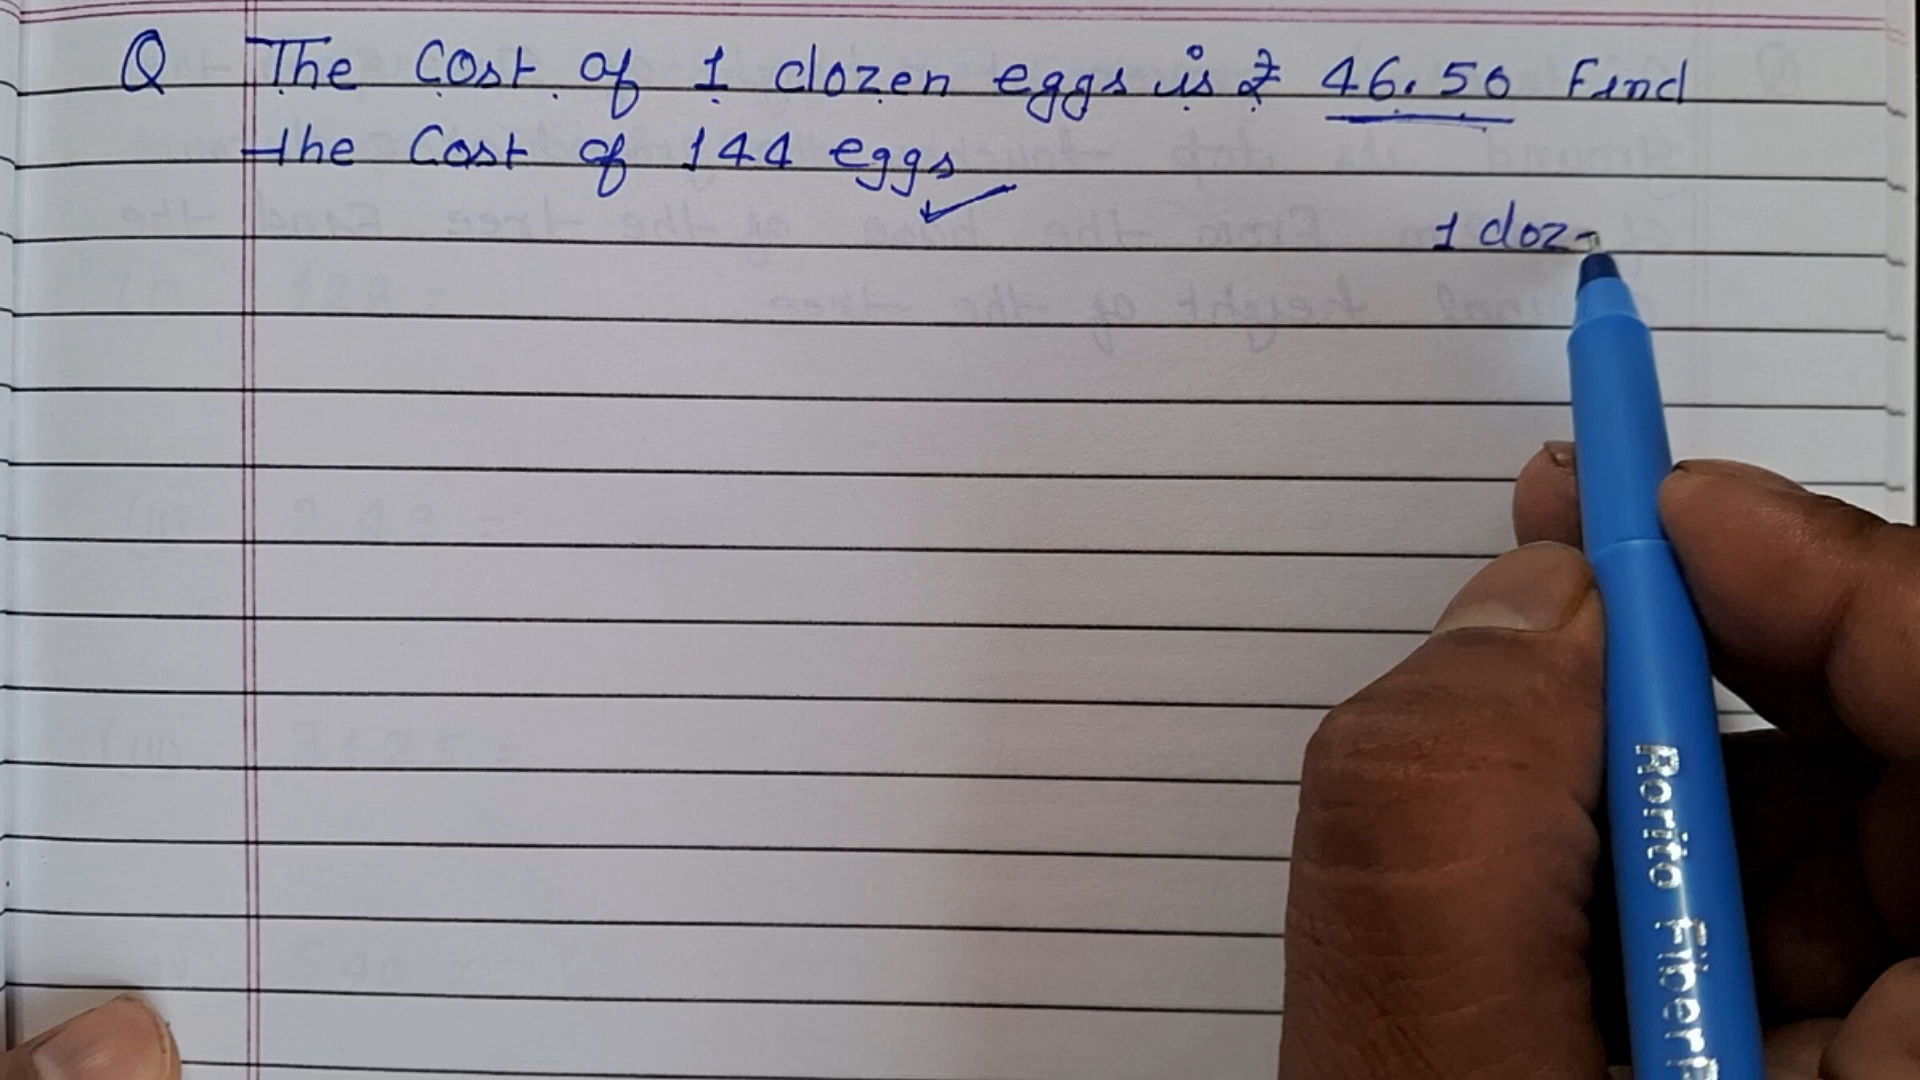 Q The Cost of 1 dozen eggs is ₹ 46.50 Find
the Cost of 144 eggs
1 doz
Rorito Fiber